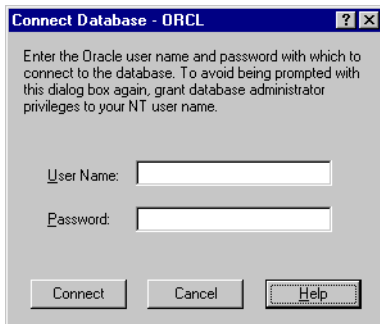 Connect Database - ORCL
Enter the Oracle user name and password with which to
connect to the database. To avoid being prompted with
this dialog box again, grant database administrator
privileges to your NT user name.
User Name:
Password:
Connect Cancel Help